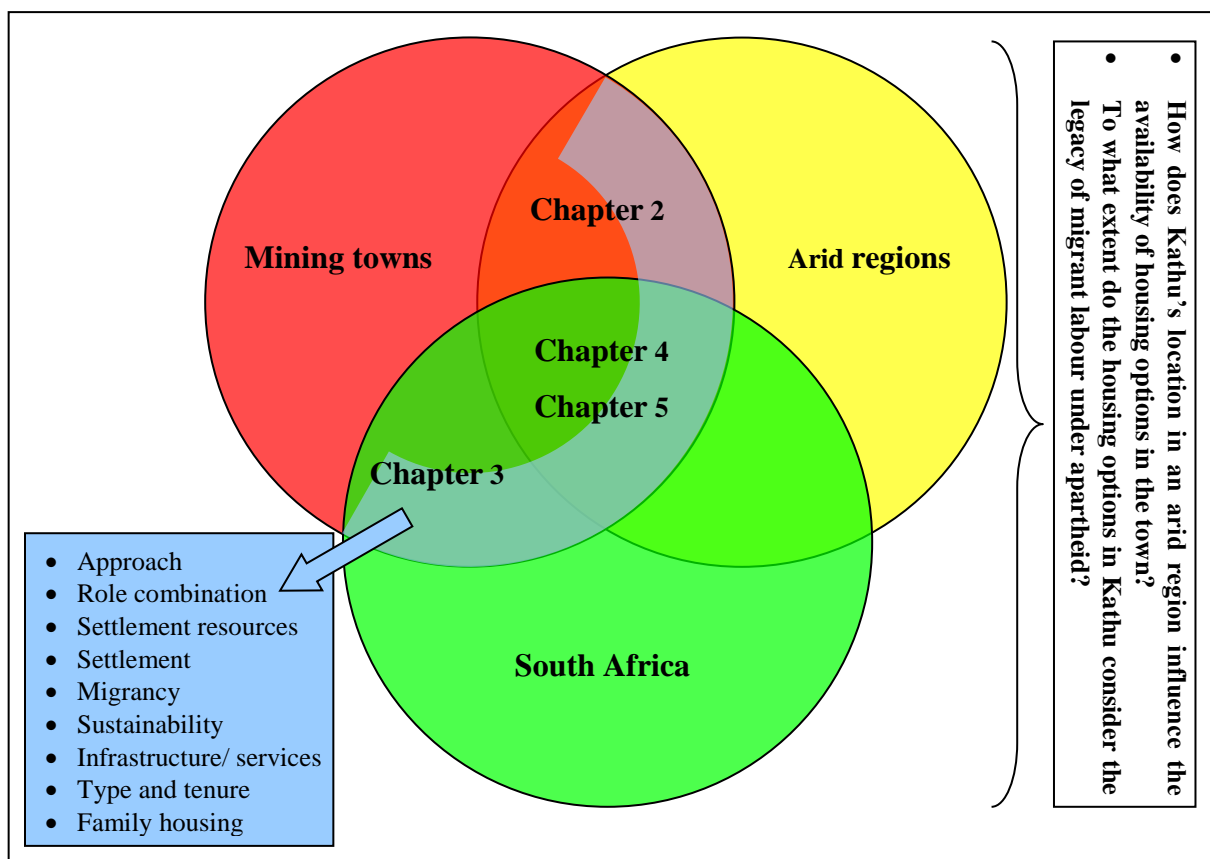 Mining towns
Chapter 2
Arid regions
Chapter 4
Chapter 5
Chapter 3
South Africa
• Approach
• Role combination
• Settlement resources
• Settlement
• Migrancy
• Sustainability
• Infrastructure/ services
• Type and tenure
• Family housing
• How does Kathu’s location in an arid region influence the
availability of housing options in the town?
• To what extent do the housing options in Kathu consider the
legacy of migrant labour under apartheid?